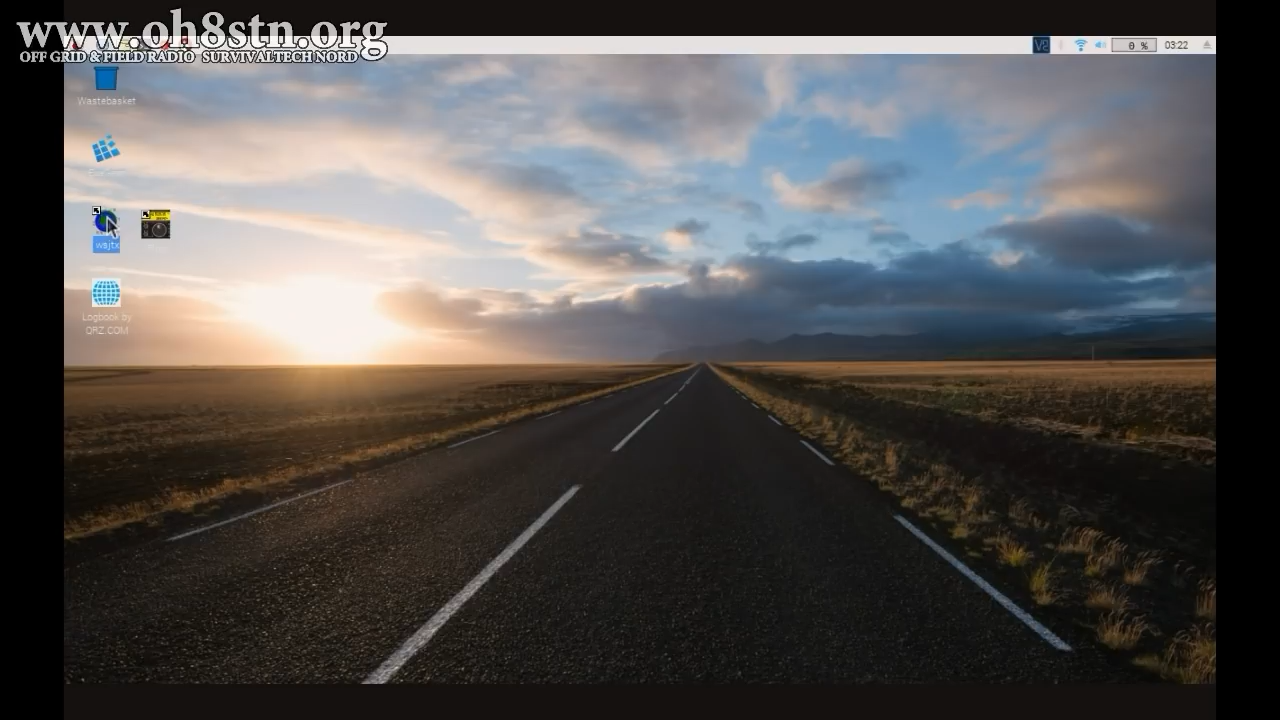 www.oh8stn.org
OFF GRID & FIELD RADIO SURVIVALTECH NORD
0 %
03:22
Wastebasket
wsjtx
Logbook by
QRZ.COM